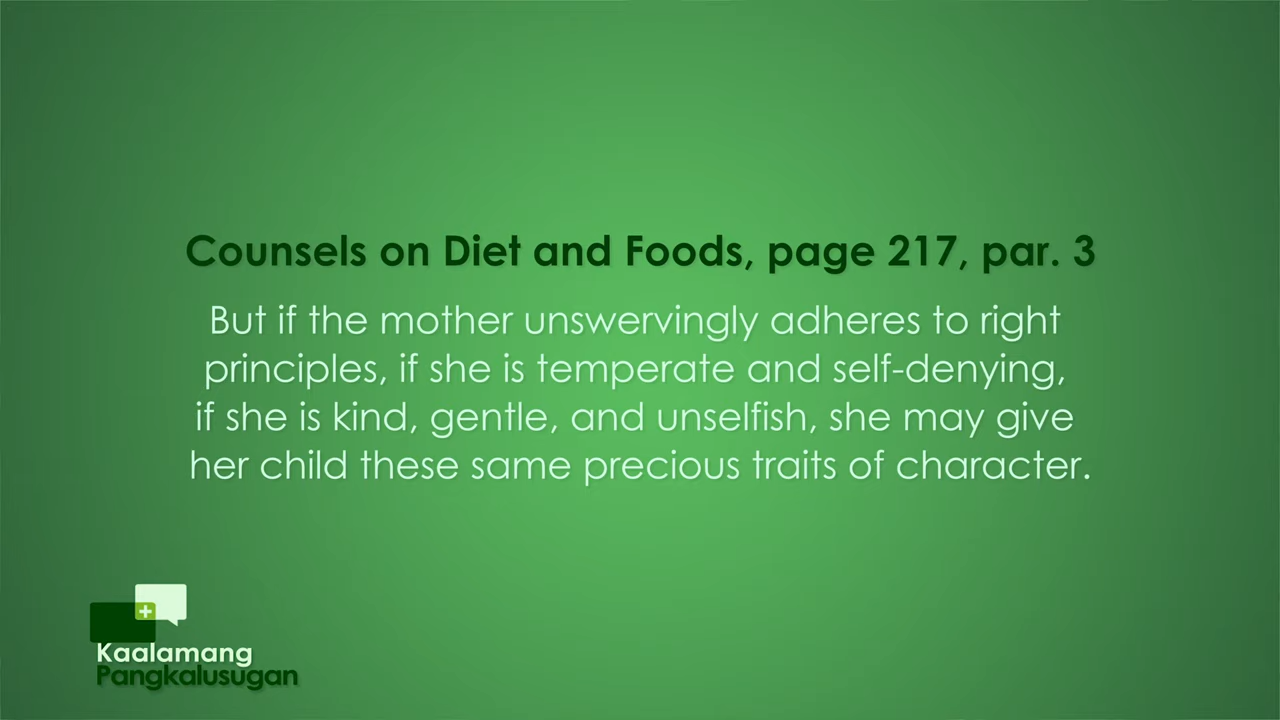 Counsels on Diet and Foods, page 217, par. 3
But if the mother unswervingly adheres to right
principles, if she is temperate and self-denying,
if she is kind, gentle, and unselfish, she may give
her child these same precious traits of character.
Kaalamang
Pangkalusugan